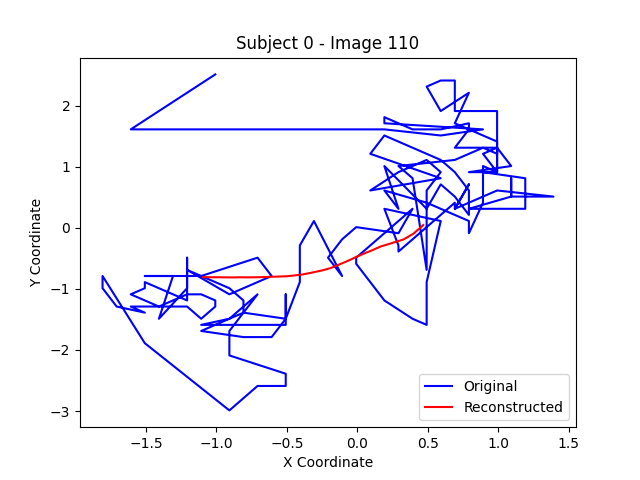 Subject 0 - Image 110
Y Coordinate
2
1
0
−1
−2
−3
−1.5
−1.0
−0.5
0.0
0.5
1.0
1.5
X Coordinate
Original
Reconstructed